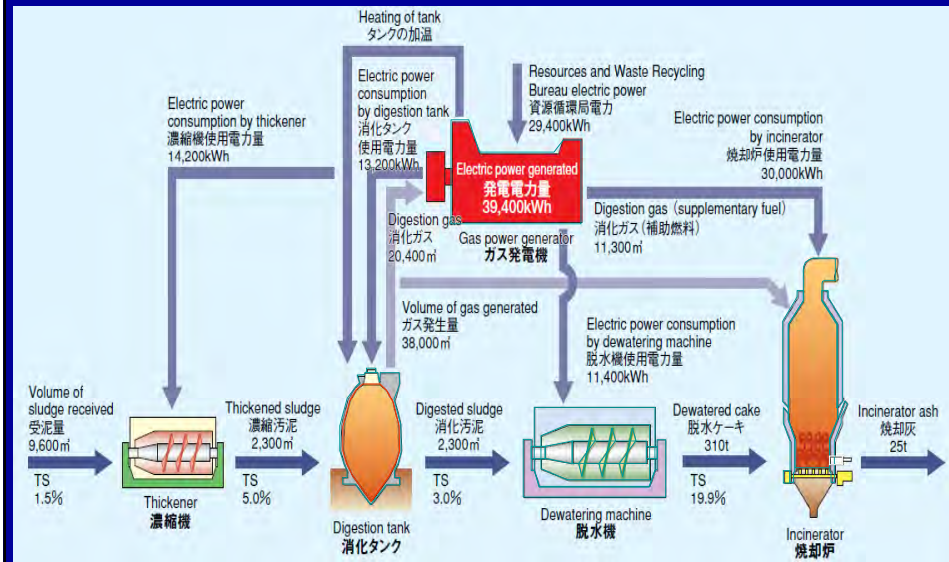 Heating of tank
タンクの加温
Electric power
consumption by thickener
濃縮機使用電力量
14,200kWh
Electric power
consumption
by digestion tank
消化タンク
使用電力量
13,200kWh
Resources and Waste Recycling
Bureau electric power
資源循環局電力
29,400kWh
Electric power consumption
by incinerator
焼却炉使用電力量
30,000kWh
Electric power generated
発電電力量
39,400kWh
Gas power generator
ガス発電機
Digestion gas
消化ガス
20,400㎥
Digestion gas (supplementary fuel)
消化ガス(補助燃料)
11,300㎥
Volume of gas generated
ガス発生量
38,000㎥
Electric power consumption
by dewatering machine
脱水機使用電力量
11,400kWh
Volume of
sludge received
受泥量
9,600㎥
TS
1.5%
Thickener
濃縮機
Thickened sludge
濃縮汚泥
2,300㎥
TS
5.0%
Digestion tank
消化タンク
Digested sludge
消化汚泥
2,300㎥
TS
3.0%
Dewatering machine
脱水機
Dewatered cake
脱水ケーキ
310t
TS
19.9%
Incinerator
焼却炉
Incinerator ash
焼却灰
25t